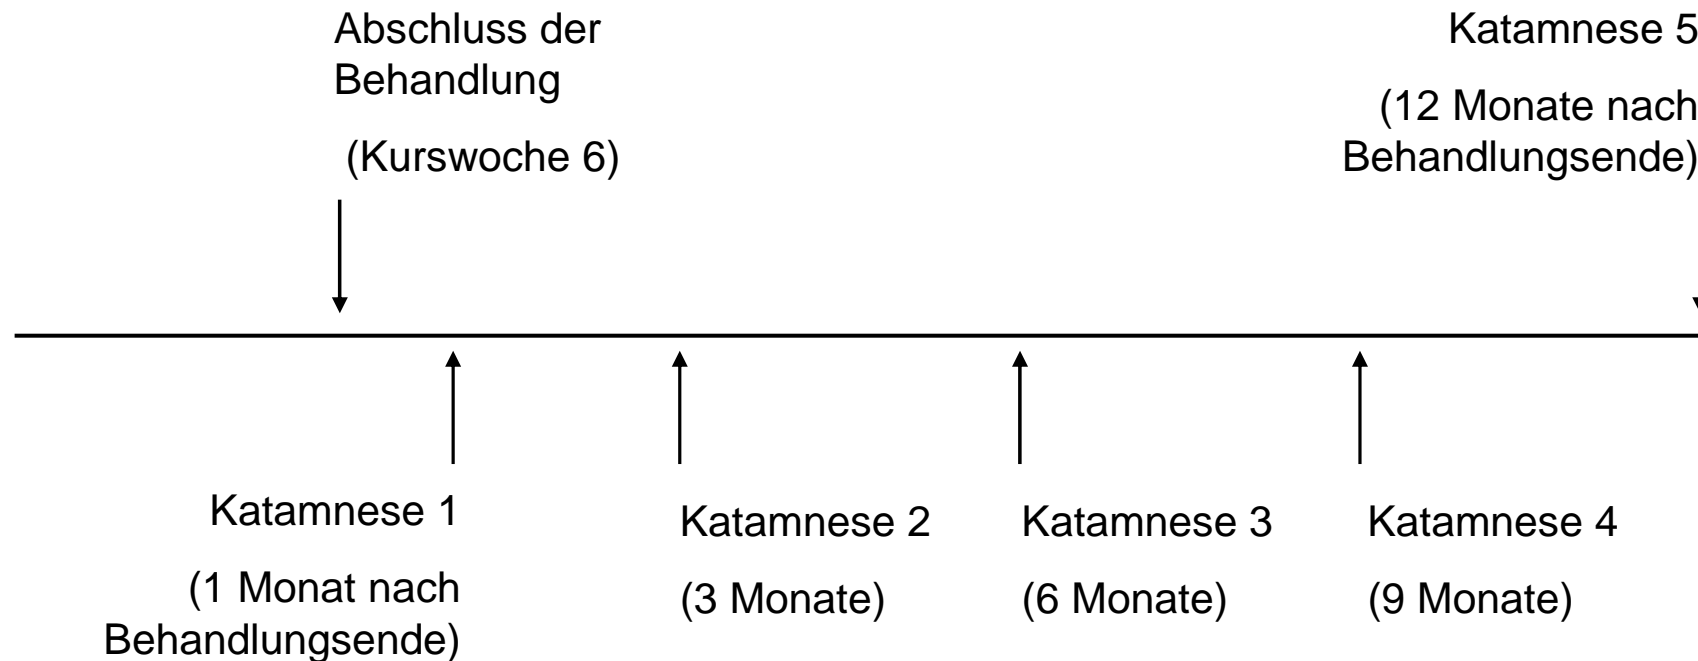 Abschluss der
Behandlung
(Kurswoche 6)
Katamnese 5
(12 Monate nach
Behandlungsende)
Katamnese 1
(1 Monat nach
Behandlungsende)
Katamnese 2
(3 Monate)
Katamnese 3
(6 Monate)
Katamnese 4
(9 Monate)